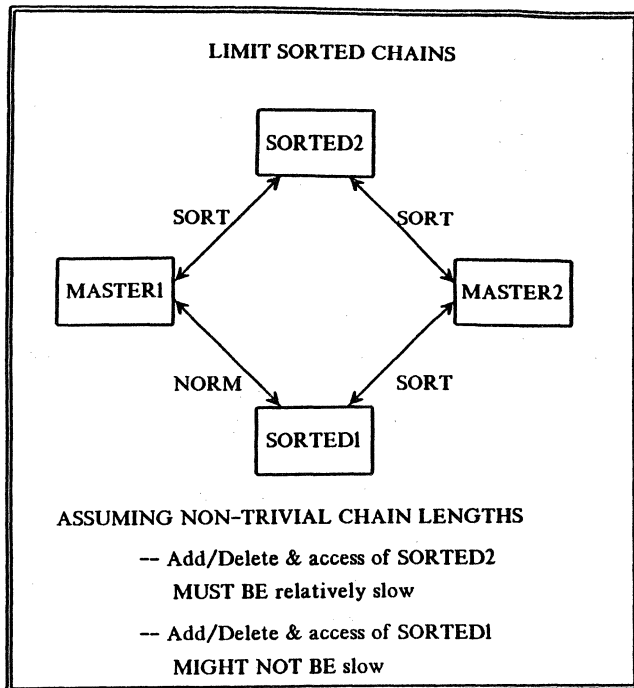 LIMIT SORTED CHAINS
SORTED2
SORT SORT
MASTER1 MASTER2
NORM SORT
SORTED1
ASSUMING NON-TRIVIAL CHAIN LENGTHS
-- Add/Delete & access of SORTED2
MUST BE relatively slow
-- Add/Delete & access of SORTED1
MIGHT NOT BE slow